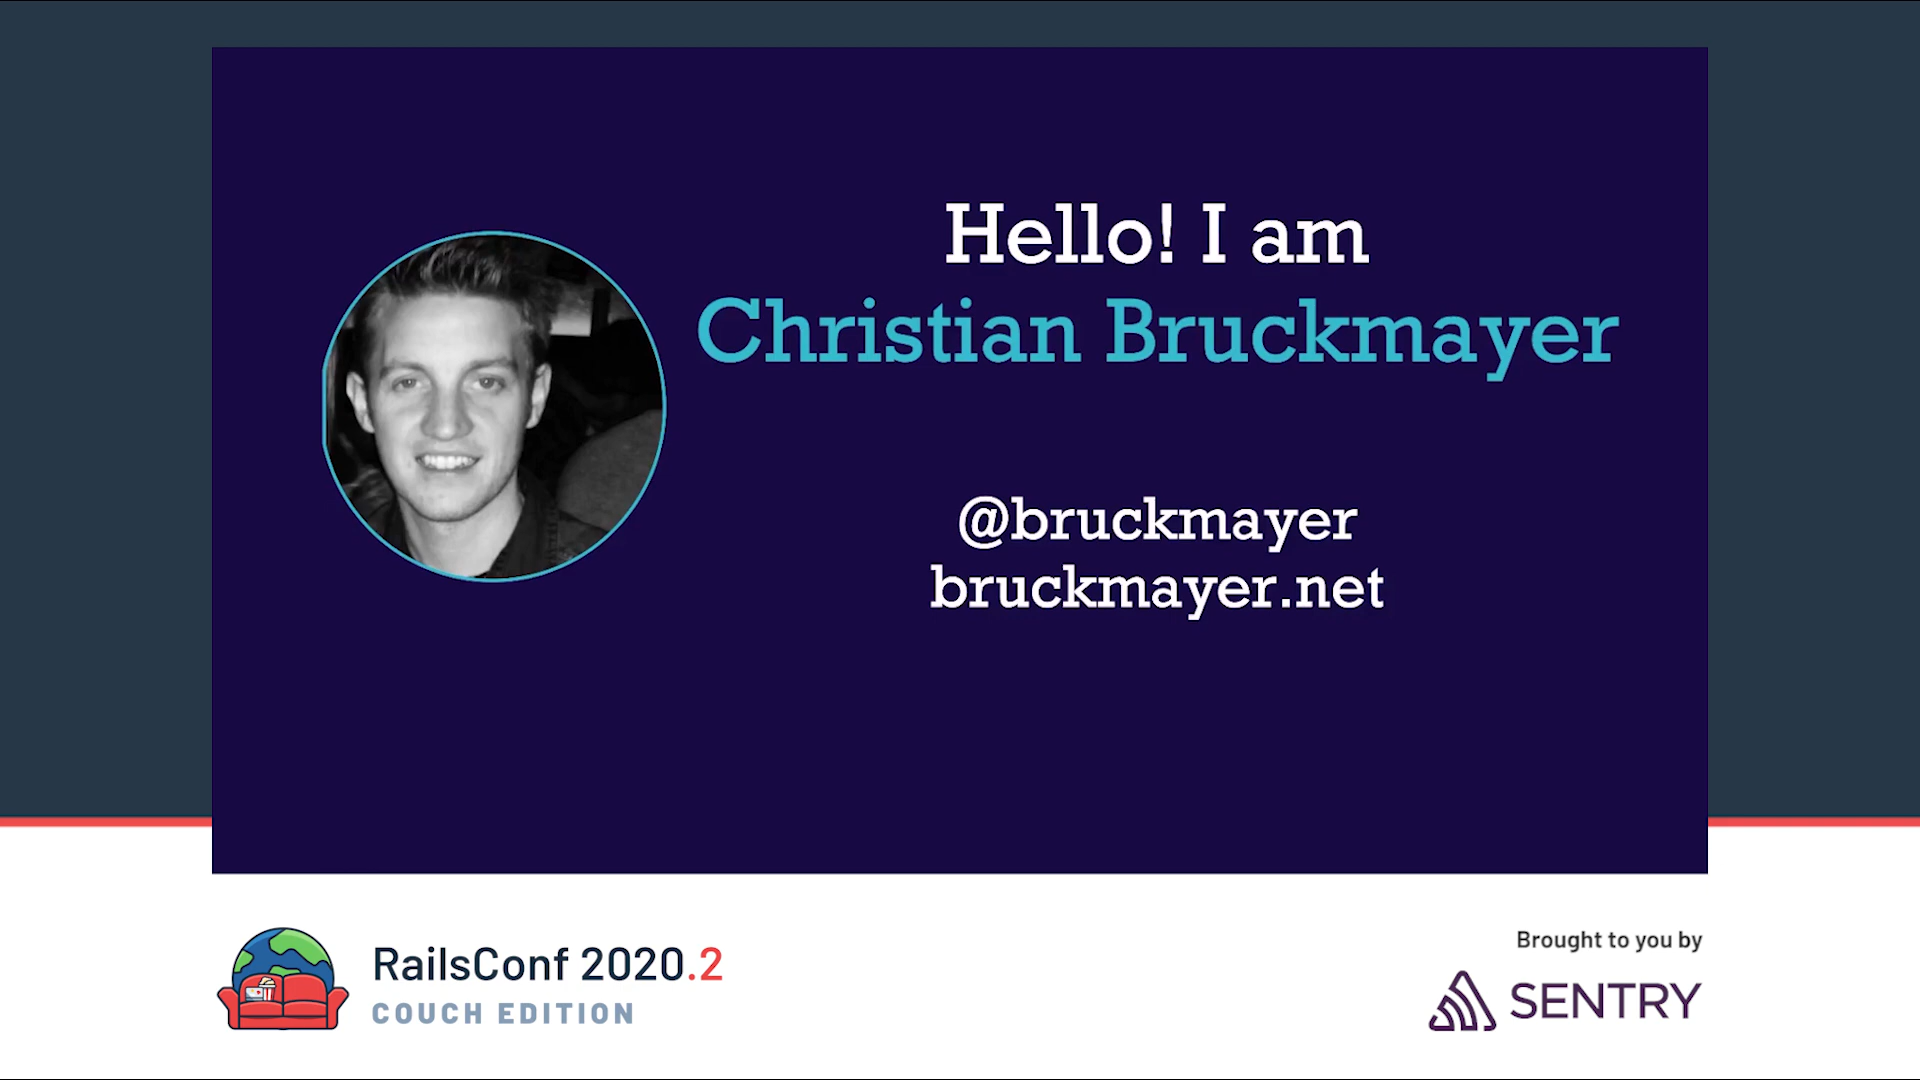 Hello! I am
Christian Bruckmayer
@bruckmayer
bruckmayer.net
RailsConf 2020.2
COUCH EDITION
Brought to you by
SENTRY